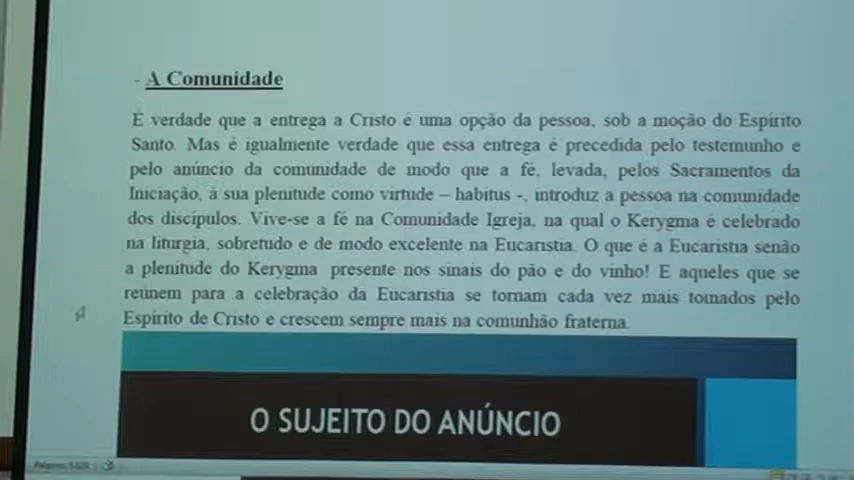 - A Comunidade
É verdade que a entrega a Cristo é uma opção da pessoa, sob a moção do Espírito
Santo. Mas é igualmente verdade que essa entrega é precedida pelo testemunho e
pelo anúncio da comunidade de modo que a fé, levada, pelos Sacramentos da
Iniciação, à sua plenitude como virtude – habitus -, introduz a pessoa na comunidade
dos discípulos. Vive-se a fé na Comunidade Igreja, na qual o Kerygma é celebrado
na liturgia, sobretudo e de modo excelente na Eucaristia. O que é a Eucaristia senão
a plenitude do Kerygma presente nos sinais do pão e do vinho! E aqueles que se
reúnem para a celebração da Eucaristia se tornam cada vez mais tomados pelo
Espírito de Cristo e crescem sempre mais na comunhão fraterna.
O SUJEITO DO ANÚNCIO